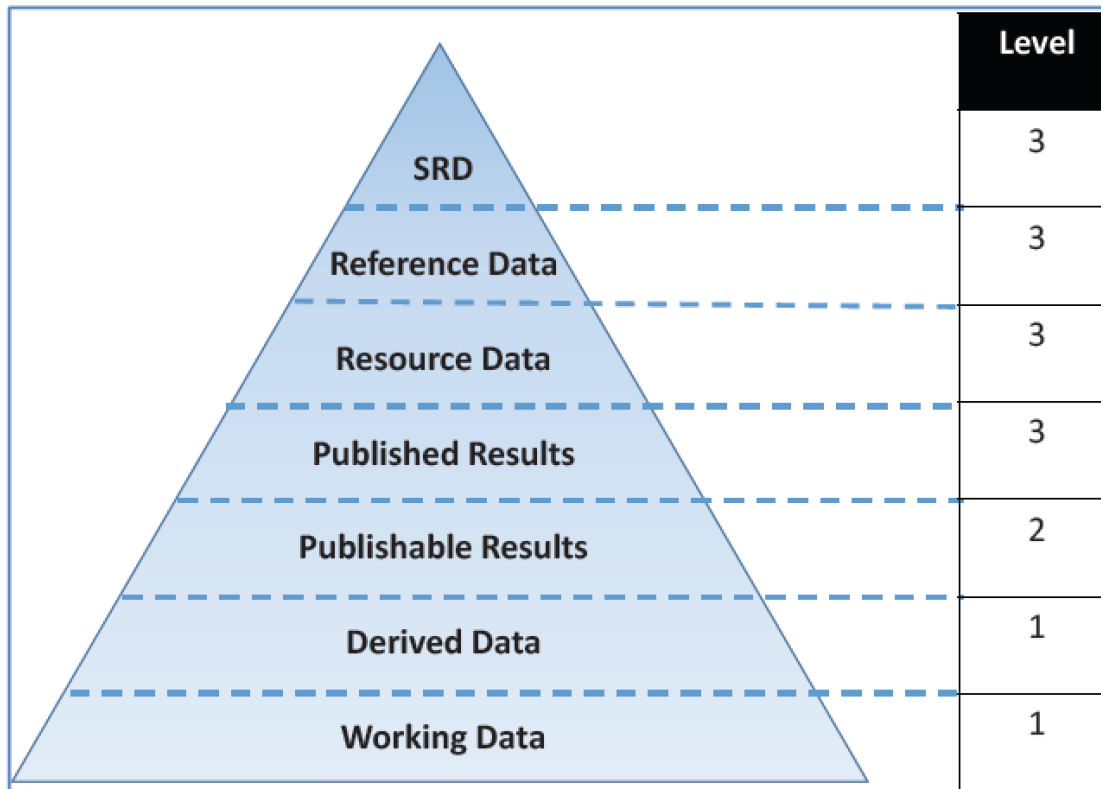 Level
SRD 3
Reference Data 3
Resource Data 3
Published Results 3
Publishable Results 2
Derived Data 1
Working Data 1